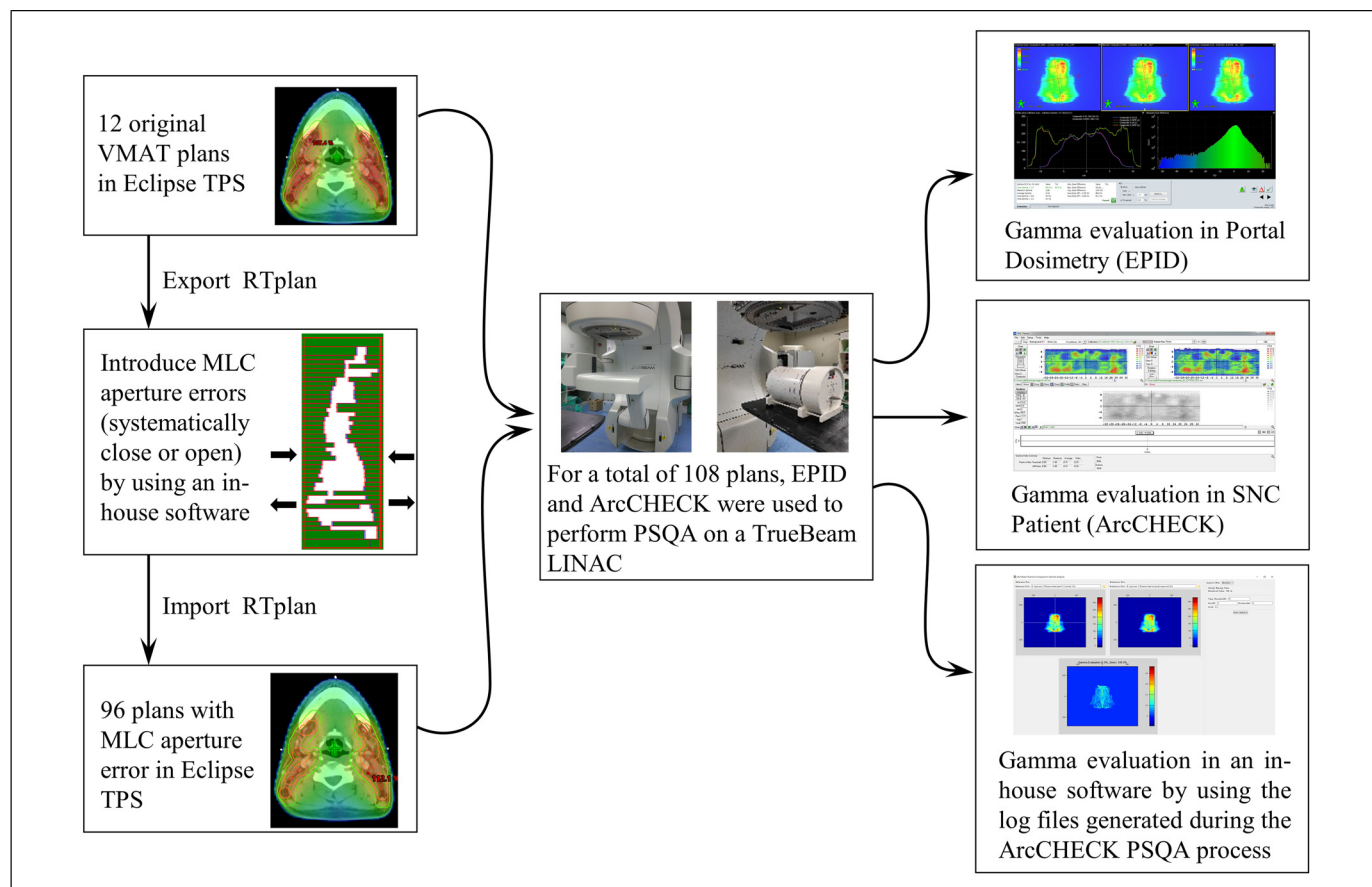 12 original
VMAT plans
in Eclipse TPS
Export RTplan
Introduce MLC
aperture errors
(systematically
close or open)
by using an in-
house software
Import RTplan
96 plans with
MLC aperture
error in Eclipse
TPS
For a total of 108 plans, EPID
and ArcCHECK were used to
perform PSQA on a TrueBeam
LINAC
Gamma evaluation in Portal
Dosimetry (EPID)
Gamma evaluation in SNC
Patient (ArcCHECK)
Gamma evaluation in an in-
house software by using the
log files generated during the
ArcCHECK PSQA process